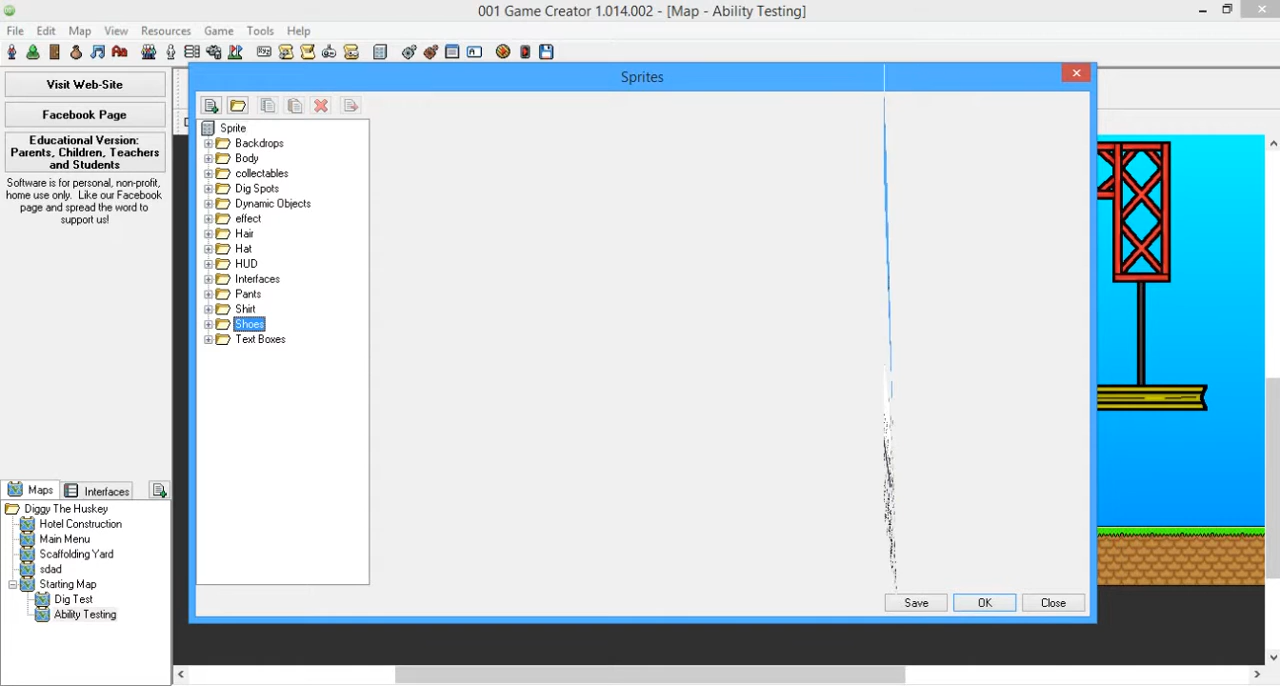 001 Game Creator 1.014.002 - [Map - Ability Testing]
File Edit Map View Resources Game Tools Help
Visit Web-Site
Facebook Page
Educational Version:
Parents, Children, Teachers
and Students
Software is for personal, non-profit,
home use only. Like our Facebook
page and spread the word to
support us!
Sprites
Sprite
Backdrops
Body
collectables
Dig Spots
Dynamic Objects
effect
Hair
Hat
HUD
Interfaces
Pants
Shirt
Shoes
Text Boxes
Save OK Close
Maps Interfaces
Diggy The Huskey
Hotel Construction
Main Menu
Scaffolding Yard
sdad
Starting Map
Dig Test
Ability Testing